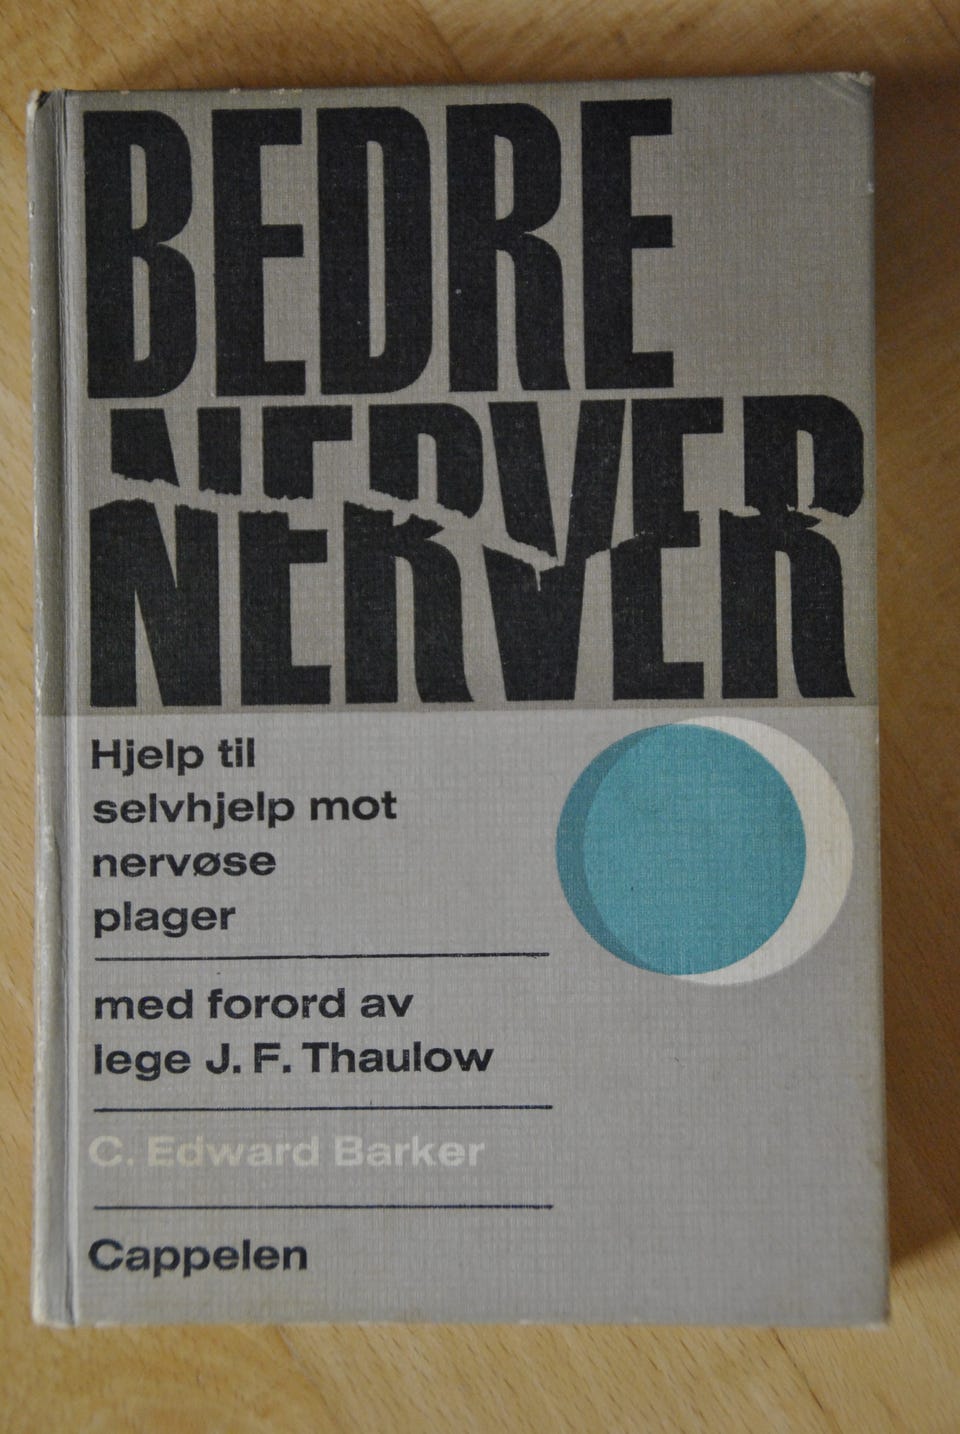 BEDRE
NERVER
Hjelp til
selvhjelp mot
nervøse
plager
med forord av
lege J. F. Thaulow
C. Edward Barker
Cappelen